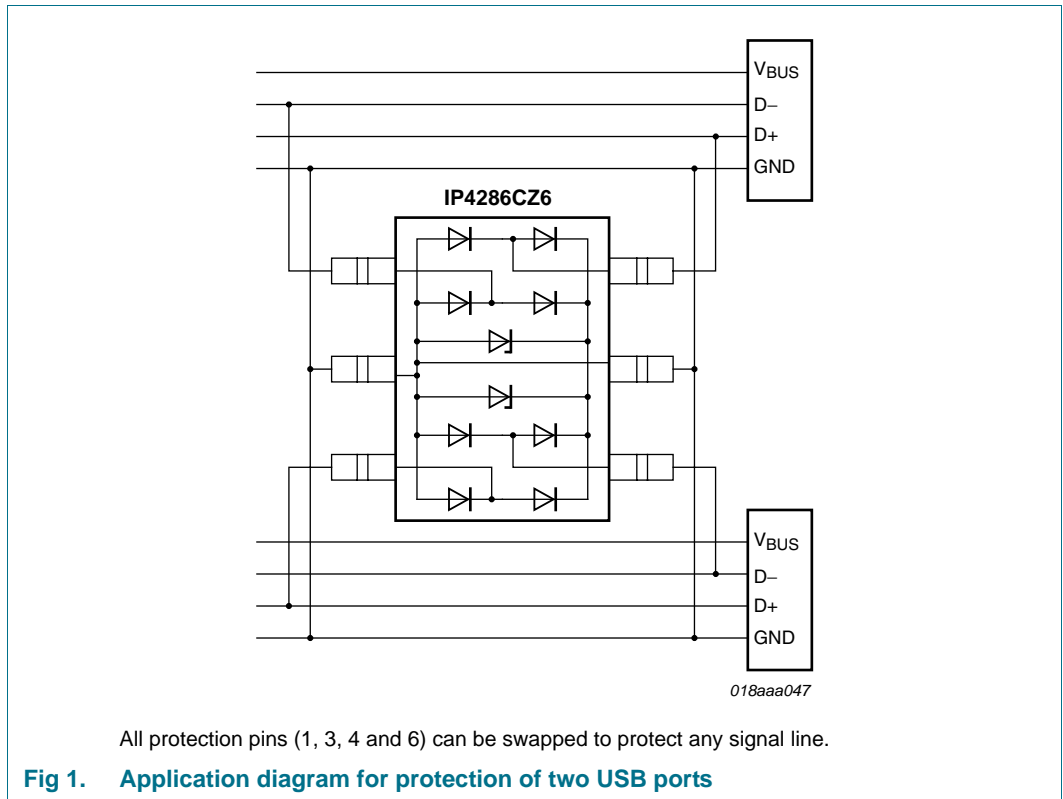 VBUS
D−
D+
GND
IP4286CZ6
VBUS
D−
D+
GND
018aaa047
All protection pins (1, 3, 4 and 6) can be swapped to protect any signal line.
Fig 1. Application diagram for protection of two USB ports